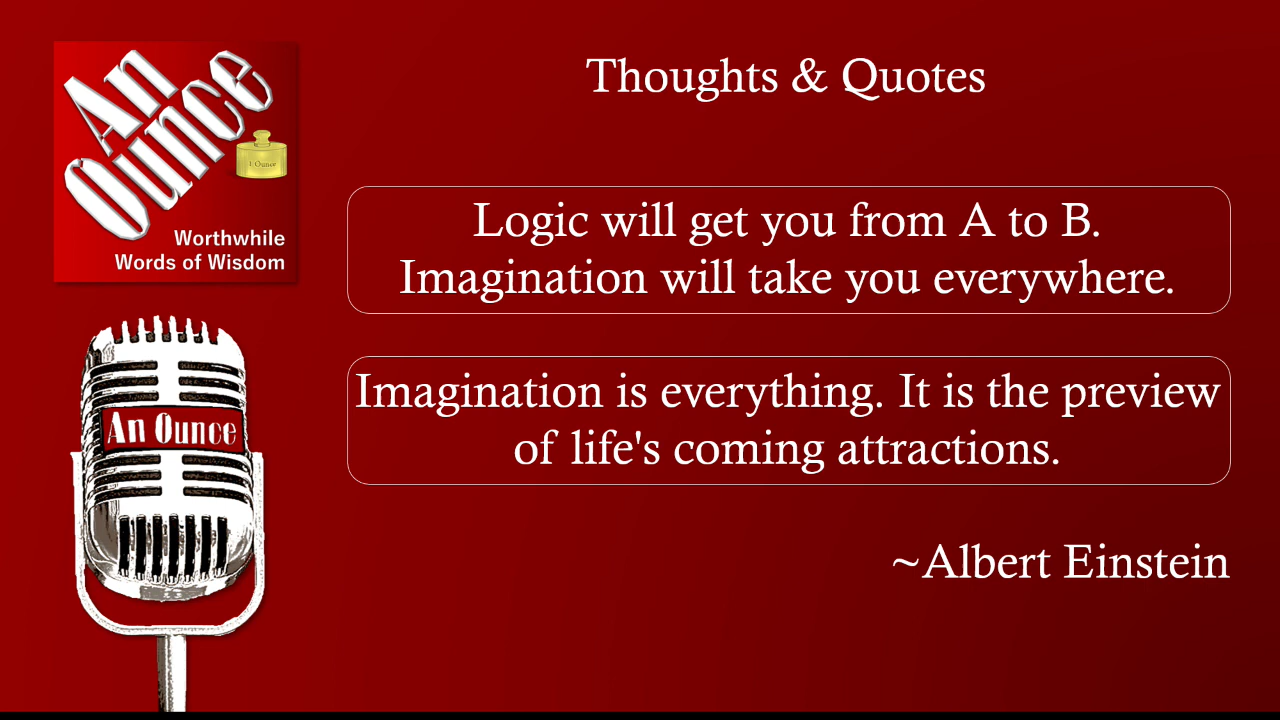 An
Ounce
1 Ounce
Worthwhile
Words of Wisdom
An Ounce
Thoughts & Quotes
Logic will get you from A to B.
Imagination will take you everywhere.
Imagination is everything. It is the preview
of life's coming attractions.
~Albert Einstein